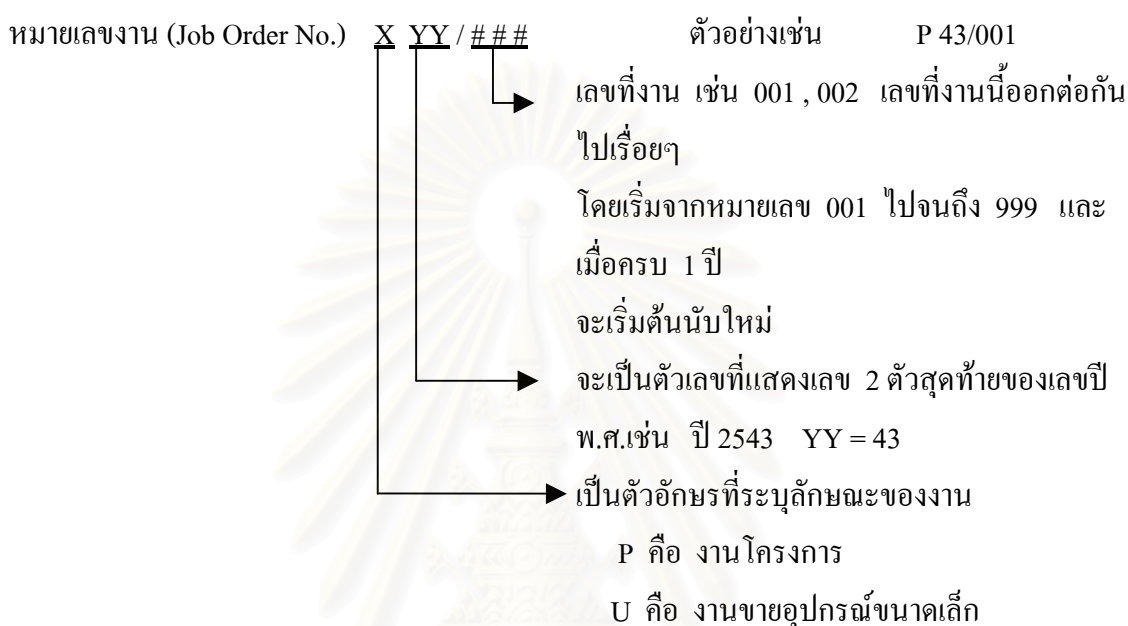 หมายเลขงาน (Job Order No.) X YY / # # # ตัวอย่างเช่น P 43/001
เลขที่งาน เช่น 001 , 002 เลขที่งานนี้ออกต่อกัน
ไปเรื่อยๆ
โดยเริ่มจากหมายเลข 001 ไปจนถึง 999 และ
เมื่อครบ 1 ปี
จะเริ่มต้นนับใหม่
จะเป็นตัวเลขที่แสดงเลข 2 ตัวสุดท้ายของเลขปี
พ.ศ.เช่น ปี 2543 YY = 43
เป็นตัวอักษรที่ระบุลักษณะของงาน
P คือ งานโครงการ
U คือ งานขายอุปกรณ์ขนาดเล็ก